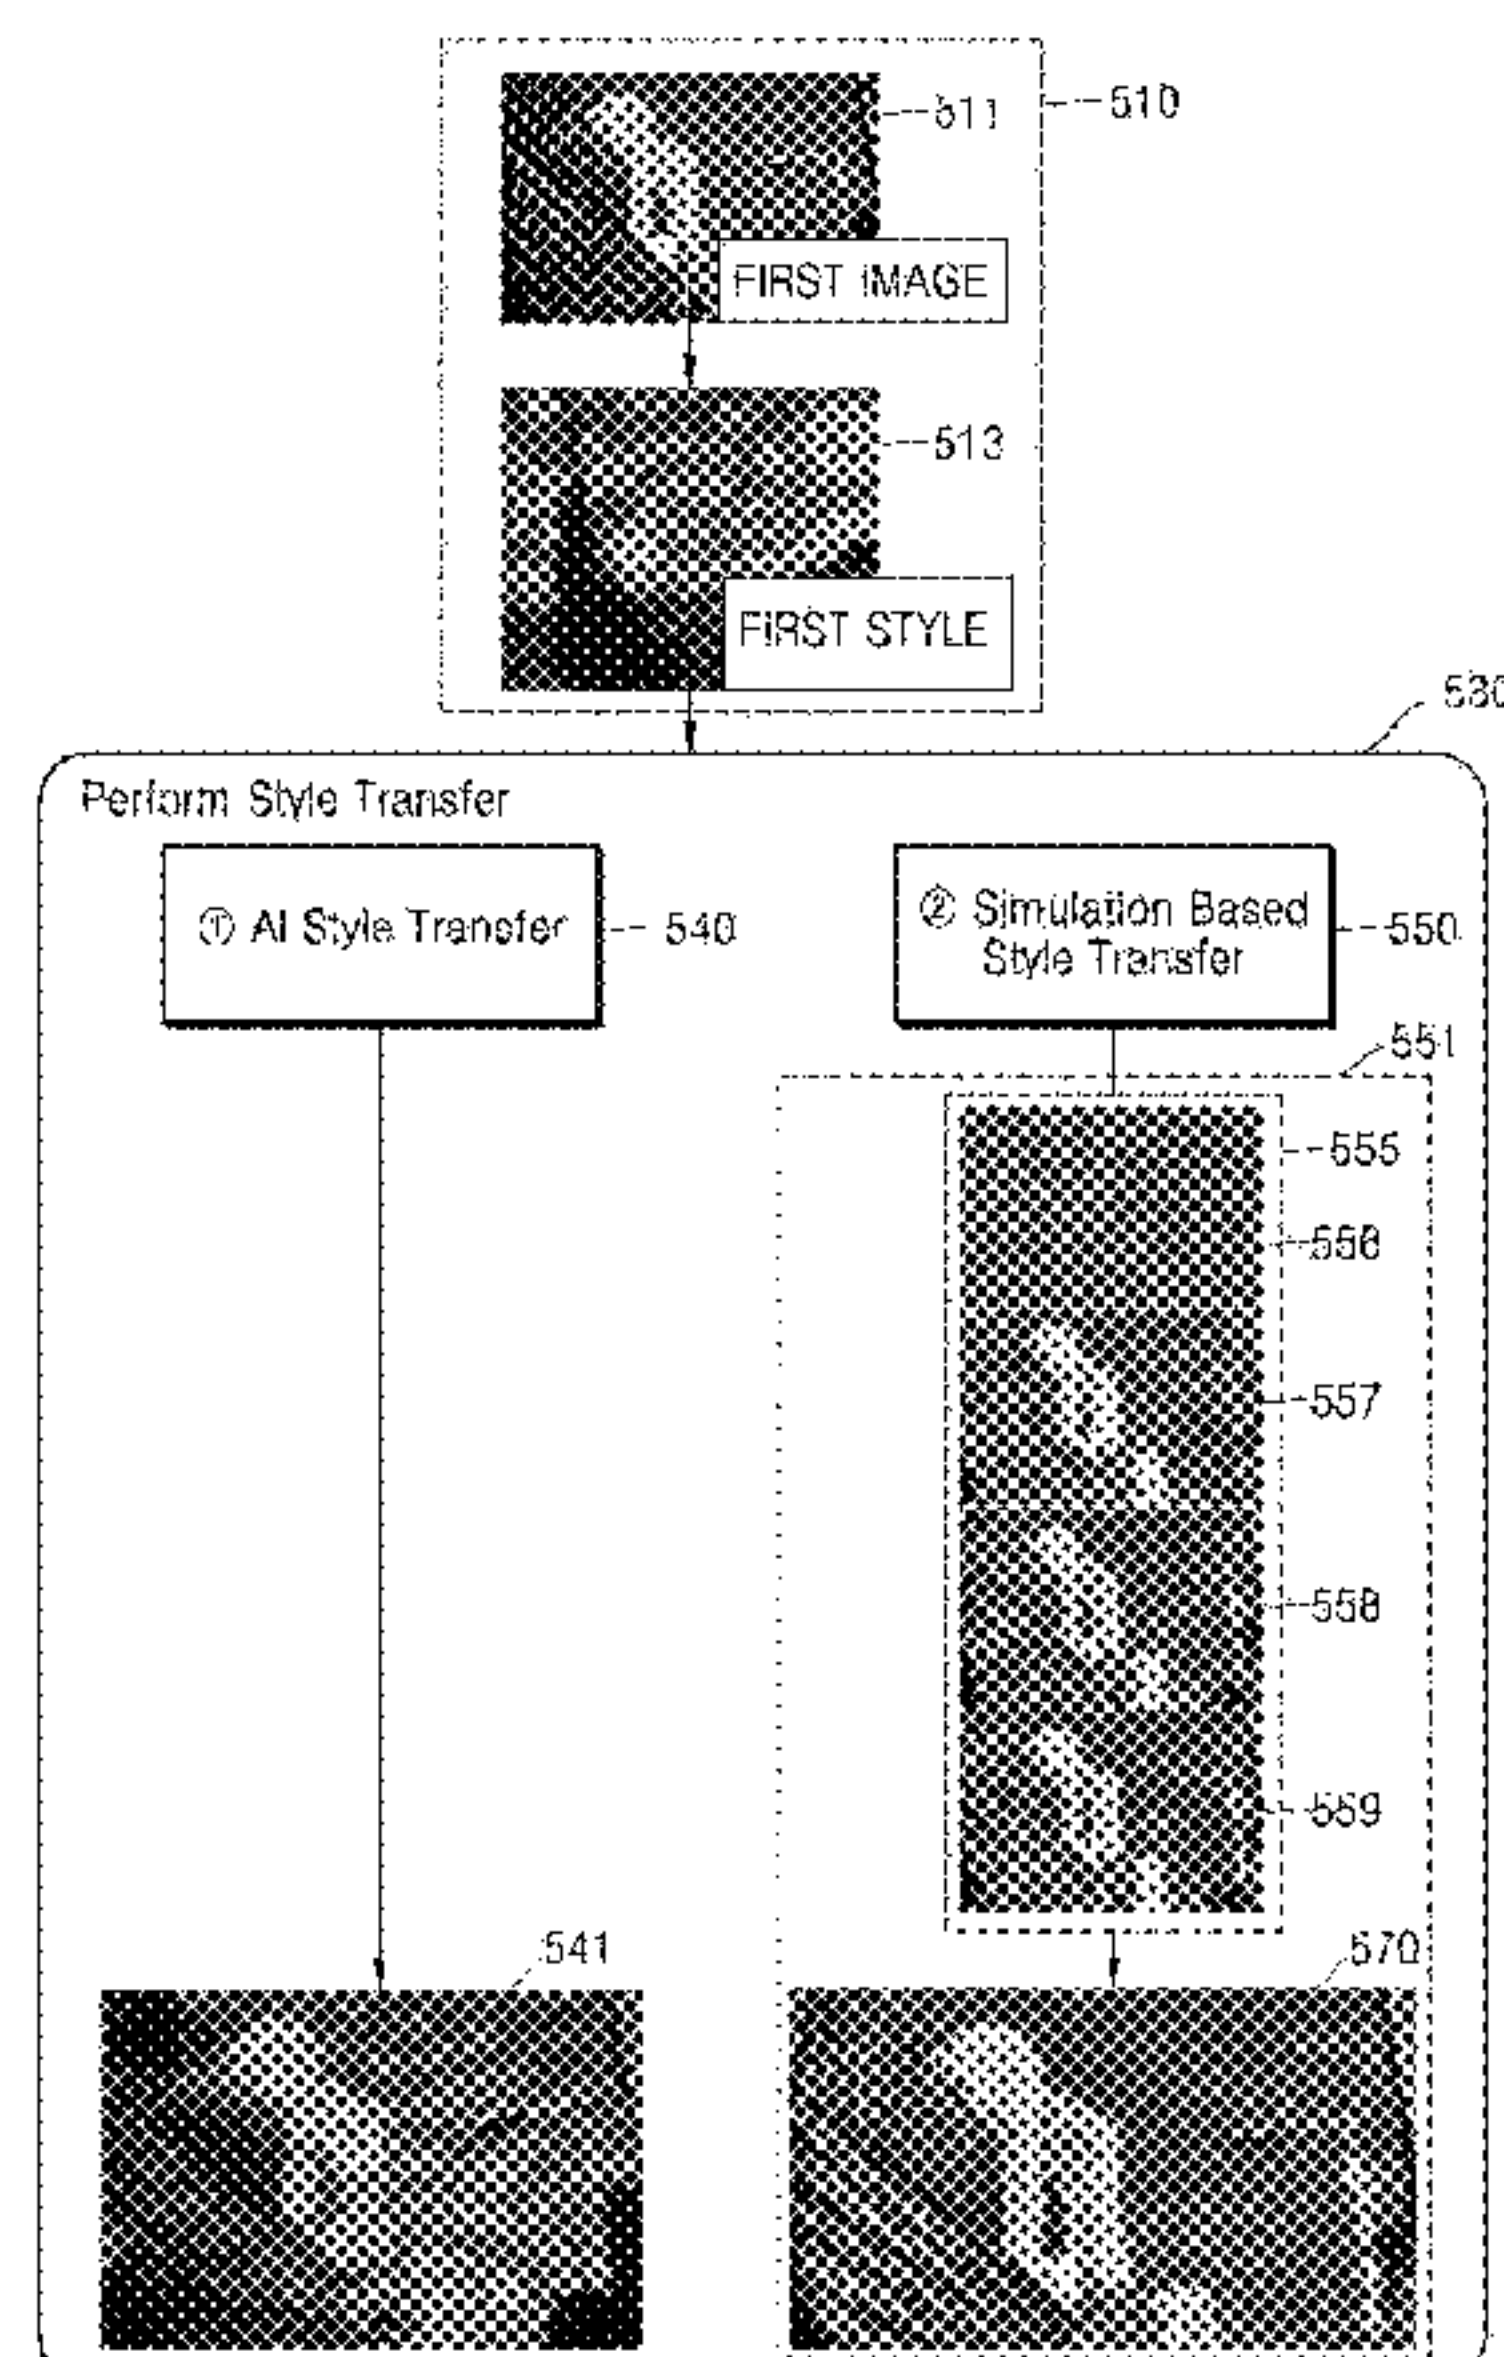 511
510
FIRST IMAGE
513
FIRST STYLE
530
Perform Style Transfer
① AI Style Transfer
540
② Simulation Based
Style Transfer
550
551
555
556
557
558
559
541
570